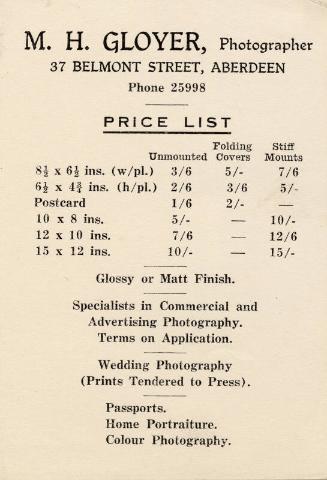 M. H. GLOYER, Photographer
37 BELMONT STREET, ABERDEEN
Phone 25998
PRICE LIST
Unmounted Folding Covers Stiff Mounts
8½ x 6½ ins. (w/pl.) 3/6 5/- 7/6
6½ x 4¾ ins. (h/pl.) 2/6 3/6 5/-
Postcard 1/6 2/- —
10 x 8 ins. 5/- — 10/-
12 x 10 ins. 7/6 — 12/6
15 x 12 ins. 10/- — 15/-
Glossy or Matt Finish.
Specialists in Commercial and
Advertising Photography.
Terms on Application.
Wedding Photography
(Prints Tendered to Press).
Passports.
Home Portraiture.
Colour Photography.